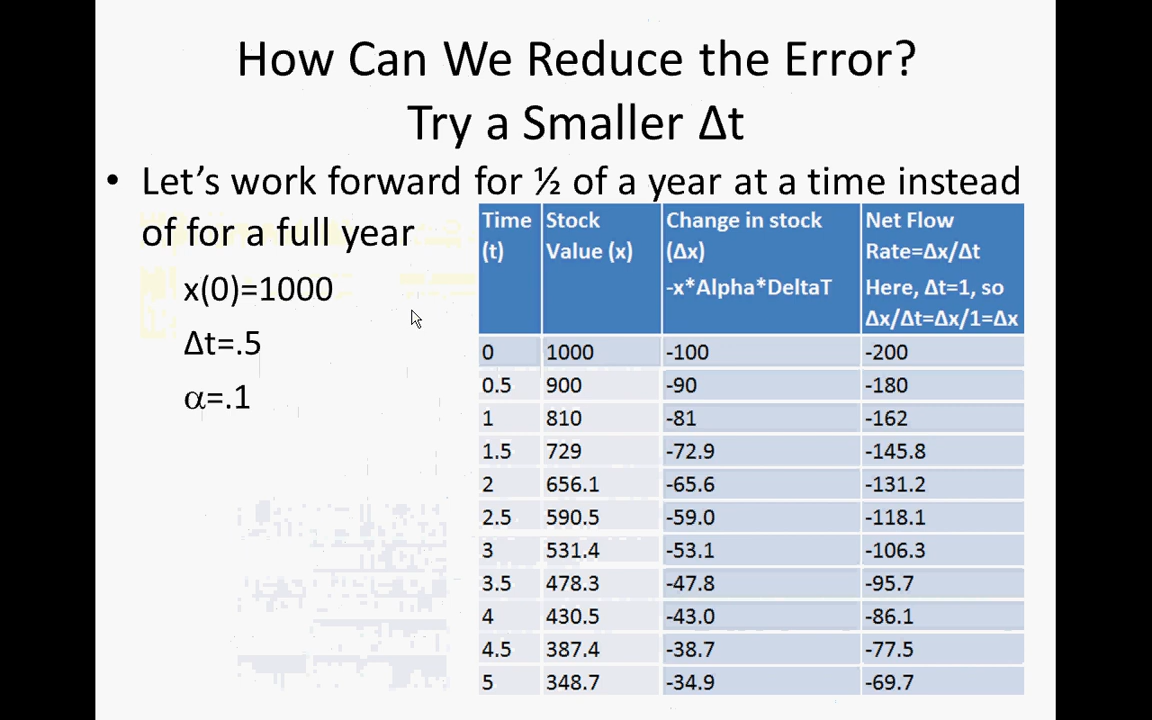 How Can We Reduce the Error?
Try a Smaller Δt
• Let’s work forward for ½ of a year at a time instead
of for a full year
x(0)=1000
Δt=.5
α=.1
Time (t) Stock Value (x) Change in stock (Δx) -x*Alpha*DeltaT Net Flow Rate=Δx/Δt Here, Δt=1, so Δx/Δt=Δx/1=Δx
0 1000 -100 -200
0.5 900 -90 -180
1 810 -81 -162
1.5 729 -72.9 -145.8
2 656.1 -65.6 -131.2
2.5 590.5 -59.0 -118.1
3 531.4 -53.1 -106.3
3.5 478.3 -47.8 -95.7
4 430.5 -43.0 -86.1
4.5 387.4 -38.7 -77.5
5 348.7 -34.9 -69.7